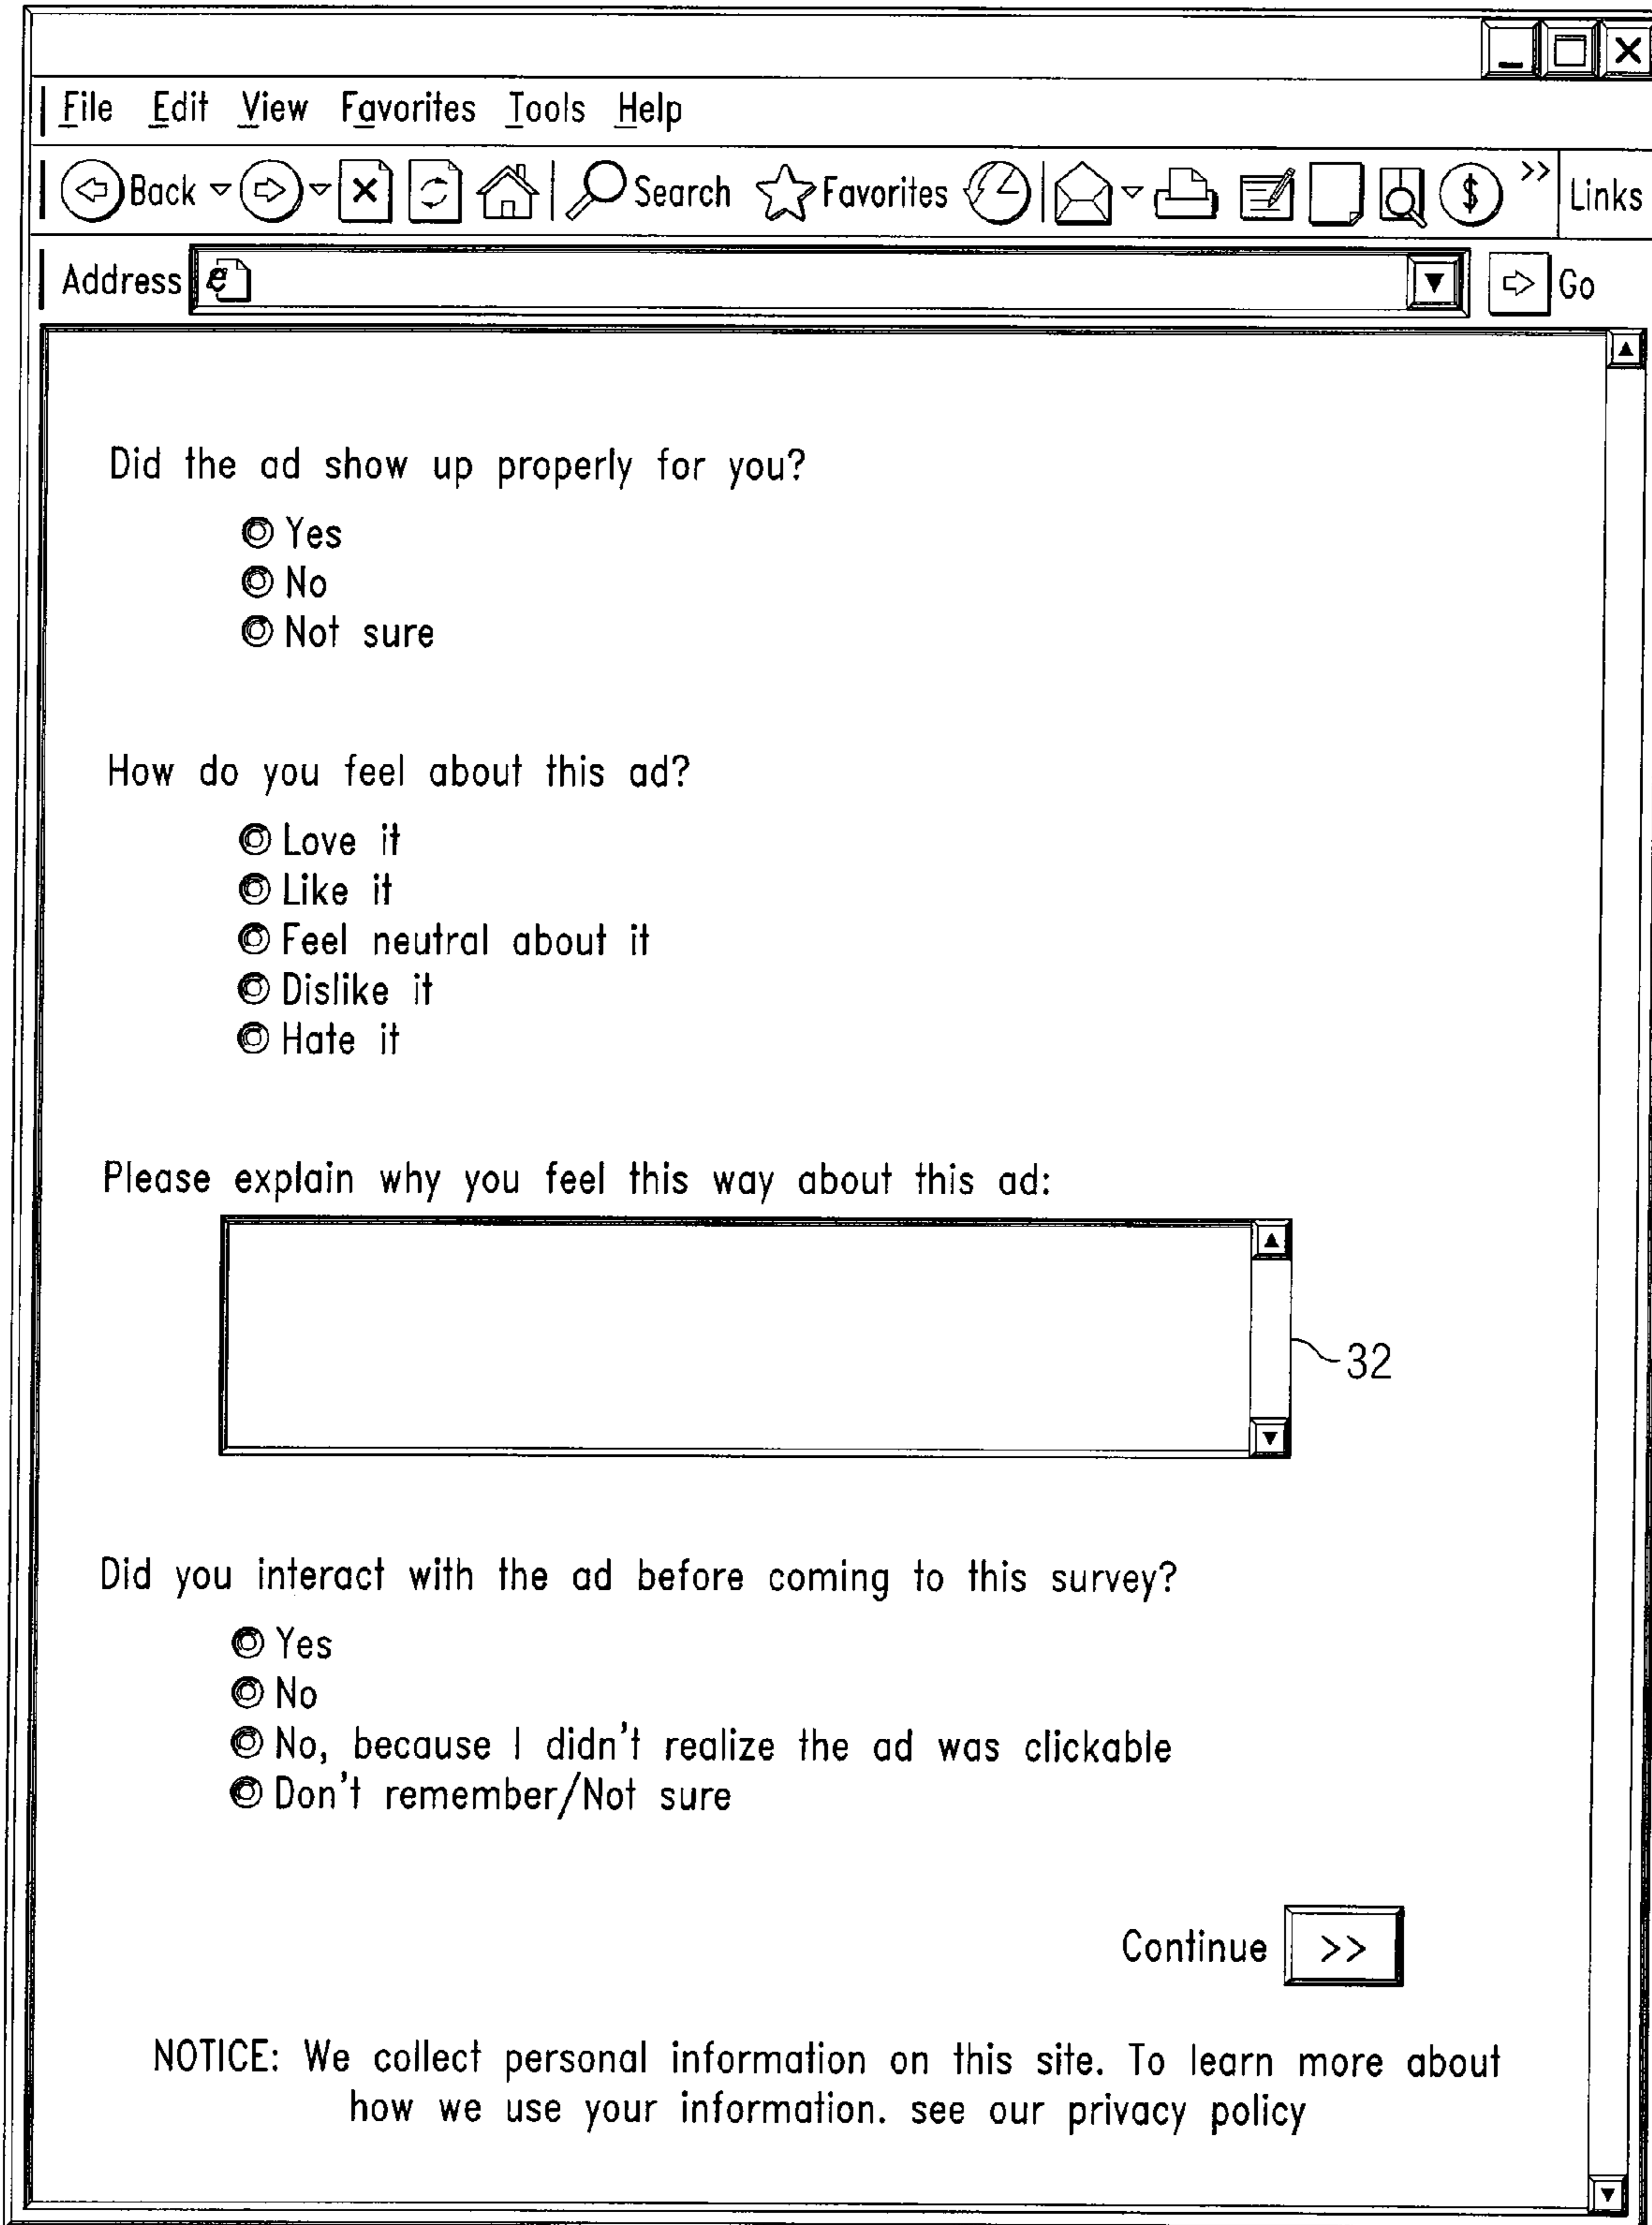 File Edit View Favorites Tools Help
Back Search Favorites $ >> Links
Address Go
Did the ad show up properly for you?
Yes
No
Not sure
How do you feel about this ad?
Love it
Like it
Feel neutral about it
Dislike it
Hate it
Please explain why you feel this way about this ad:
32
Did you interact with the ad before coming to this survey?
Yes
No
No, because I didn't realize the ad was clickable
Don't remember/Not sure
Continue >>
NOTICE: We collect personal information on this site. To learn more about
how we use your information. see our privacy policy